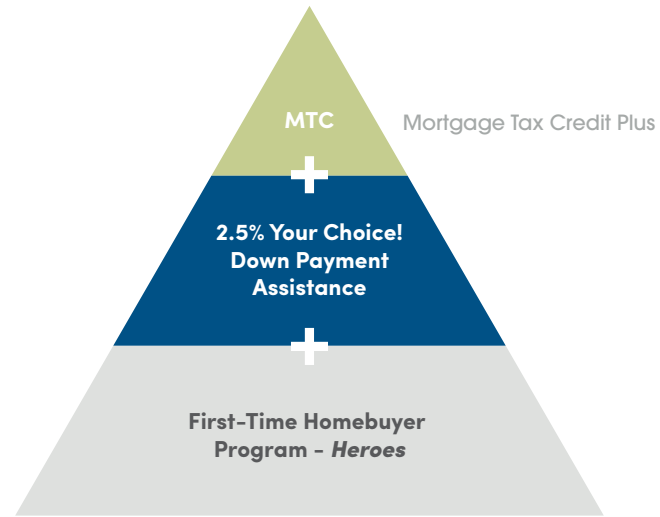 MTC
Mortgage Tax Credit Plus
2.5% Your Choice!
Down Payment
Assistance
First-Time Homebuyer
Program - Heroes